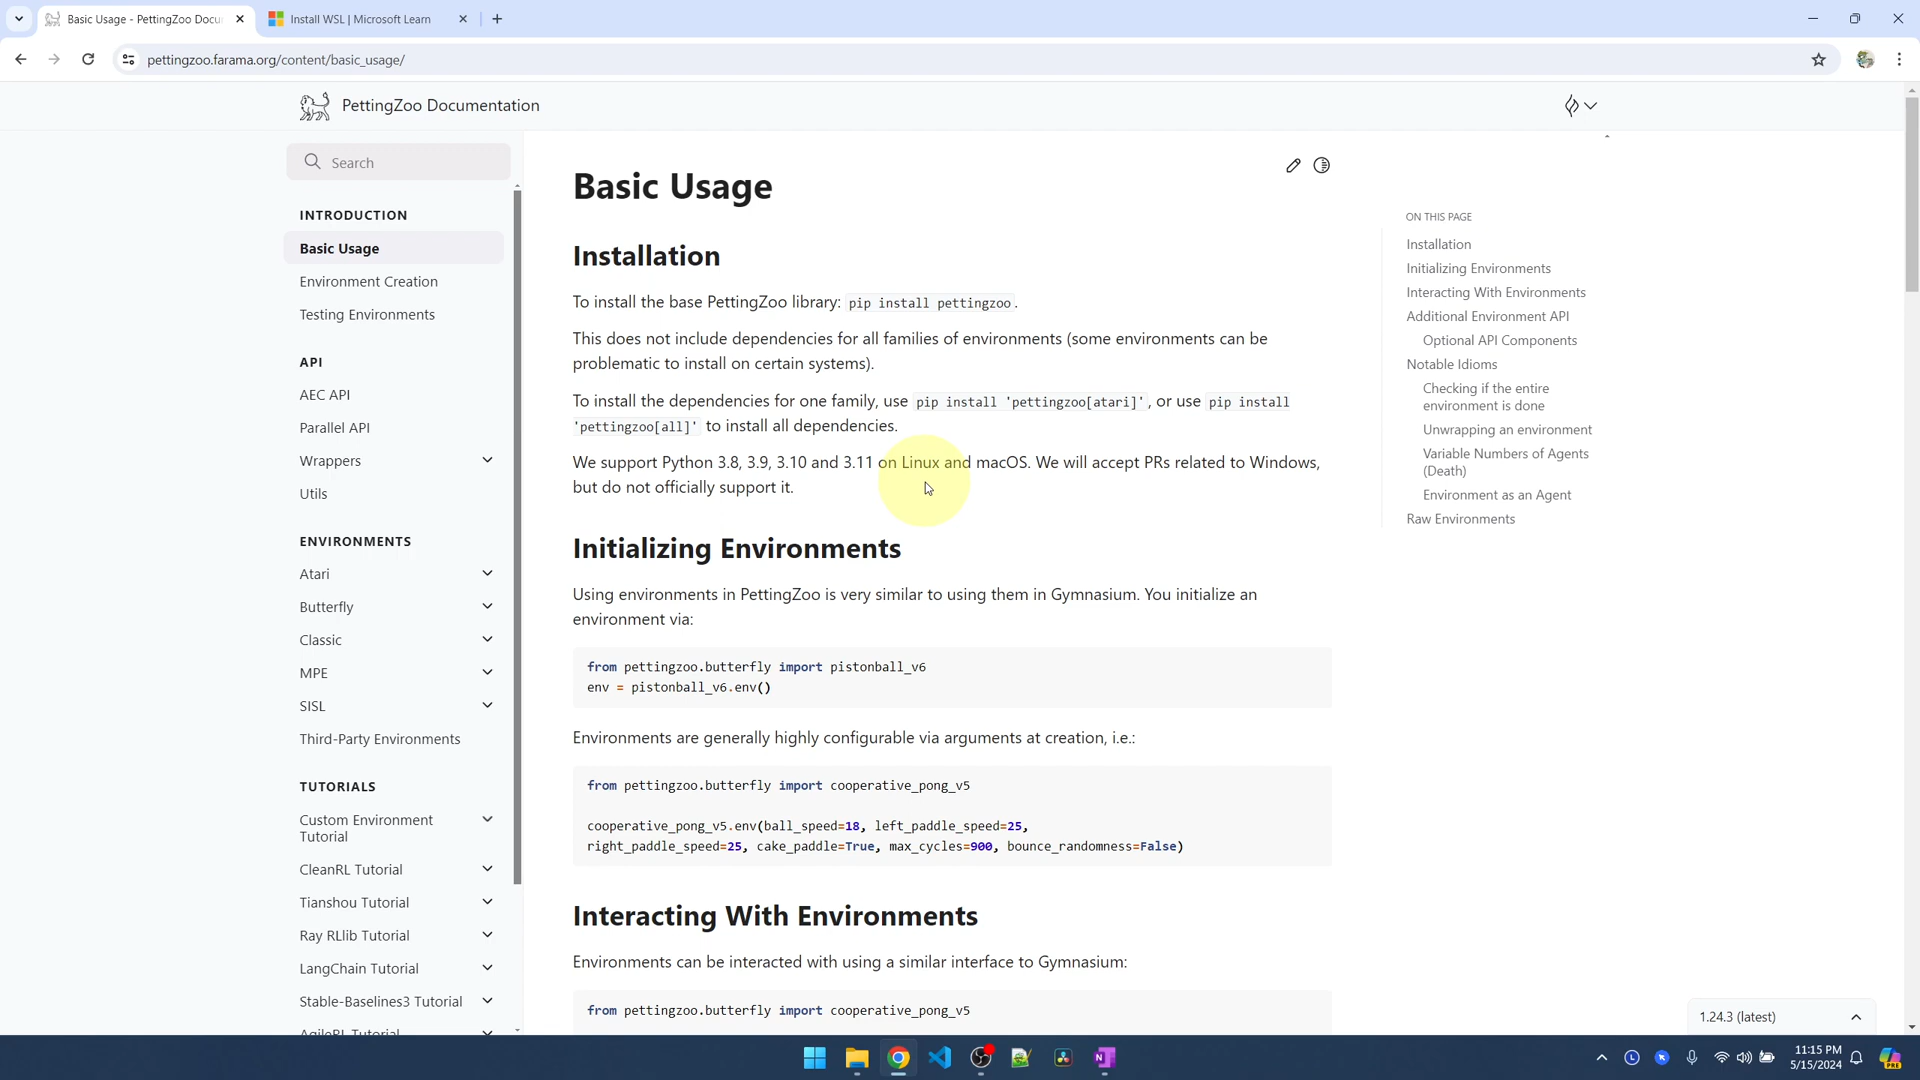 Basic Usage - PettingZoo Docu
Install WSL | Microsoft Learn
pettingzoo.farama.org/content/basic_usage/
PettingZoo Documentation
Search
INTRODUCTION
Basic Usage
Environment Creation
Testing Environments
API
AEC API
Parallel API
Wrappers
Utils
ENVIRONMENTS
Atari
Butterfly
Classic
MPE
SISL
Third-Party Environments
TUTORIALS
Custom Environment
Tutorial
CleanRL Tutorial
Tianshou Tutorial
Ray RLlib Tutorial
LangChain Tutorial
Stable-Baselines3 Tutorial
AgileRL Tutorial
Basic Usage
Installation
To install the base PettingZoo library: pip install pettingzoo.
This does not include dependencies for all families of environments (some environments can be
problematic to install on certain systems).
To install the dependencies for one family, use pip install 'pettingzoo[atari]', or use pip install
'pettingzoo[all]' to install all dependencies.
We support Python 3.8, 3.9, 3.10 and 3.11 on Linux and macOS. We will accept PRs related to Windows,
but do not officially support it.
Initializing Environments
Using environments in PettingZoo is very similar to using them in Gymnasium. You initialize an
environment via:
from pettingzoo.butterfly import pistonball_v6
env = pistonball_v6.env()
Environments are generally highly configurable via arguments at creation, i.e.:
from pettingzoo.butterfly import cooperative_pong_v5
cooperative_pong_v5.env(ball_speed=18, left_paddle_speed=25,
right_paddle_speed=25, cake_paddle=True, max_cycles=900, bounce_randomness=False)
Interacting With Environments
Environments can be interacted with using a similar interface to Gymnasium:
from pettingzoo.butterfly import cooperative_pong_v5
ON THIS PAGE
Installation
Initializing Environments
Interacting With Environments
Additional Environment API
Optional API Components
Notable Idioms
Checking if the entire
environment is done
Unwrapping an environment
Variable Numbers of Agents
(Death)
Environment as an Agent
Raw Environments
1.24.3 (latest)
11:15 PM
5/15/2024